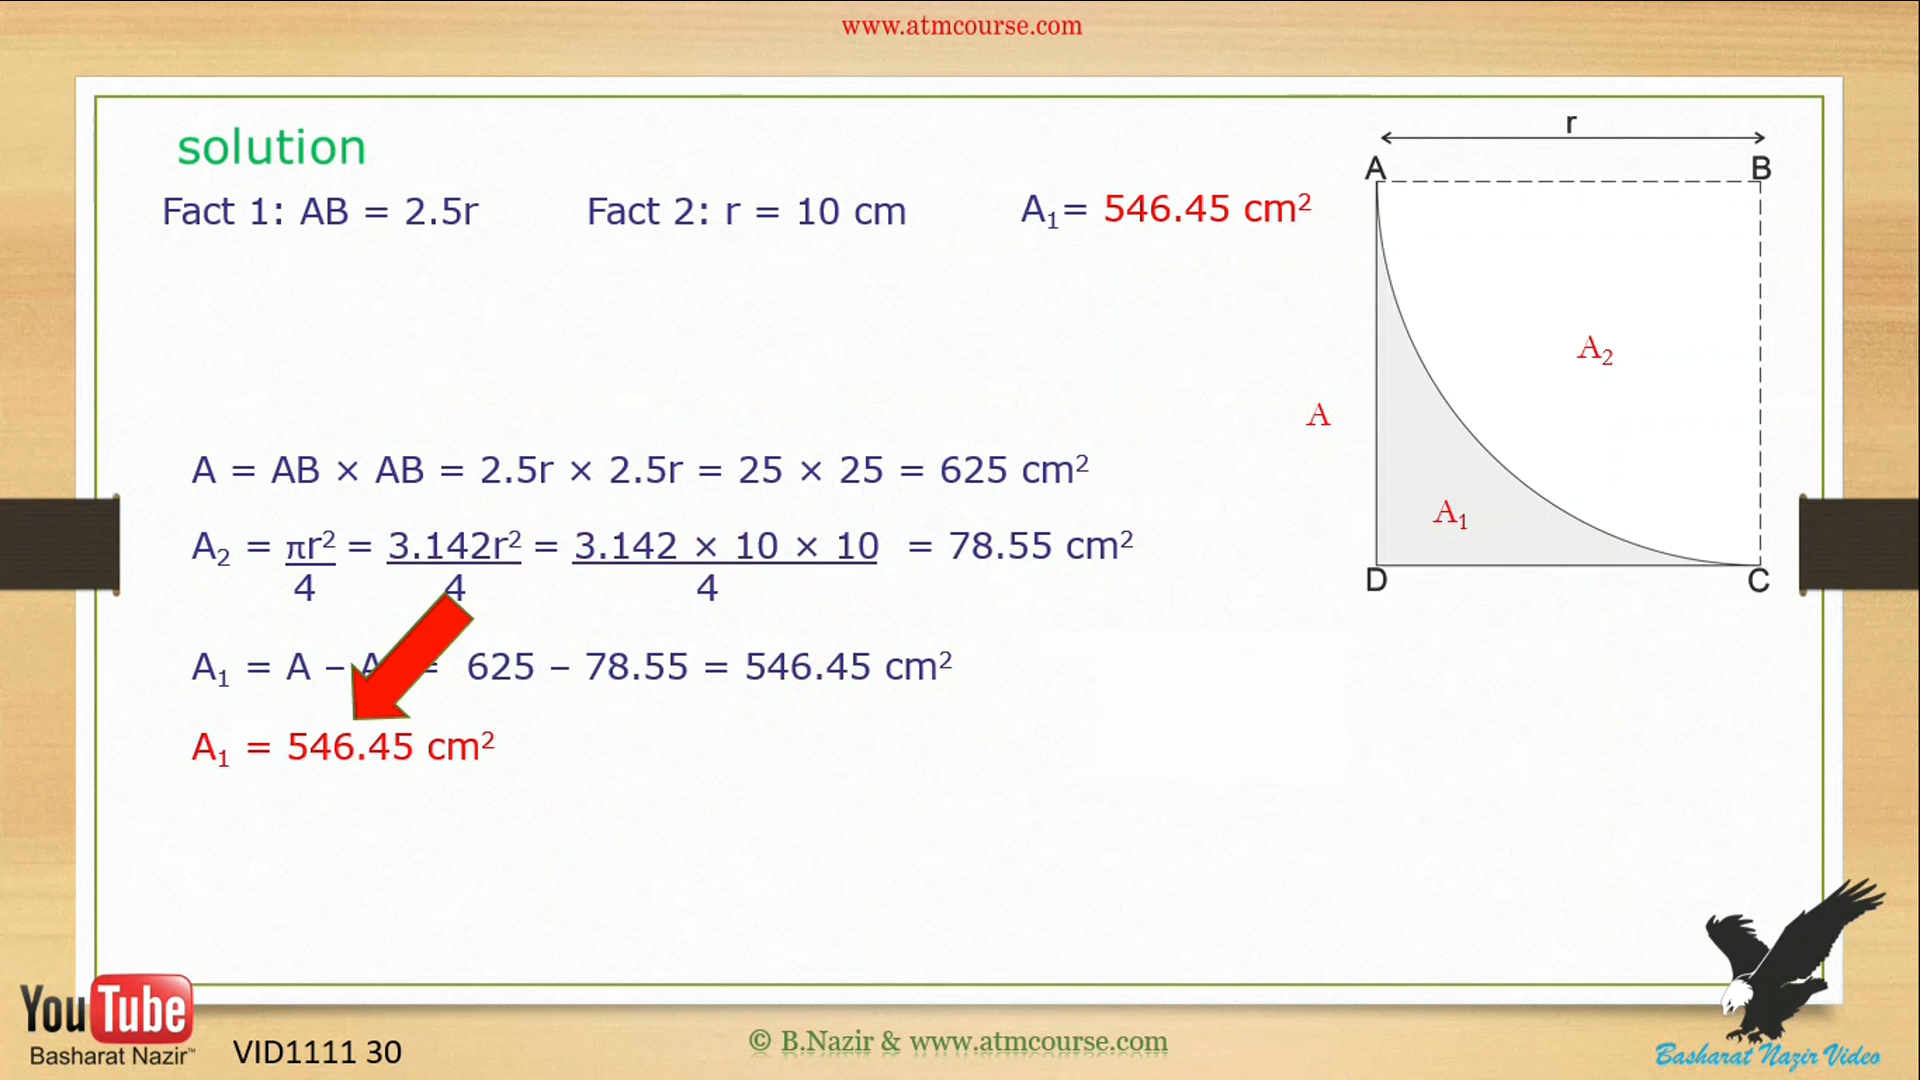 www.atmcourse.com
solution
Fact 1: AB = 2.5r
Fact 2: r = 10 cm
A₁= 546.45 cm²
r
A
B
A₂
A
A₁
D
C
A = AB × AB = 2.5r × 2.5r = 25 × 25 = 625 cm²
A₂ = πr² = 3.142r² = 3.142 × 10 × 10 = 78.55 cm²
4 4 4
A₁ = A – A = 625 – 78.55 = 546.45 cm²
A₁ = 546.45 cm²
YouTube
Basharat Nazir™
VID1111 30
© B.Nazir & www.atmcourse.com
Basharat Nazir Video